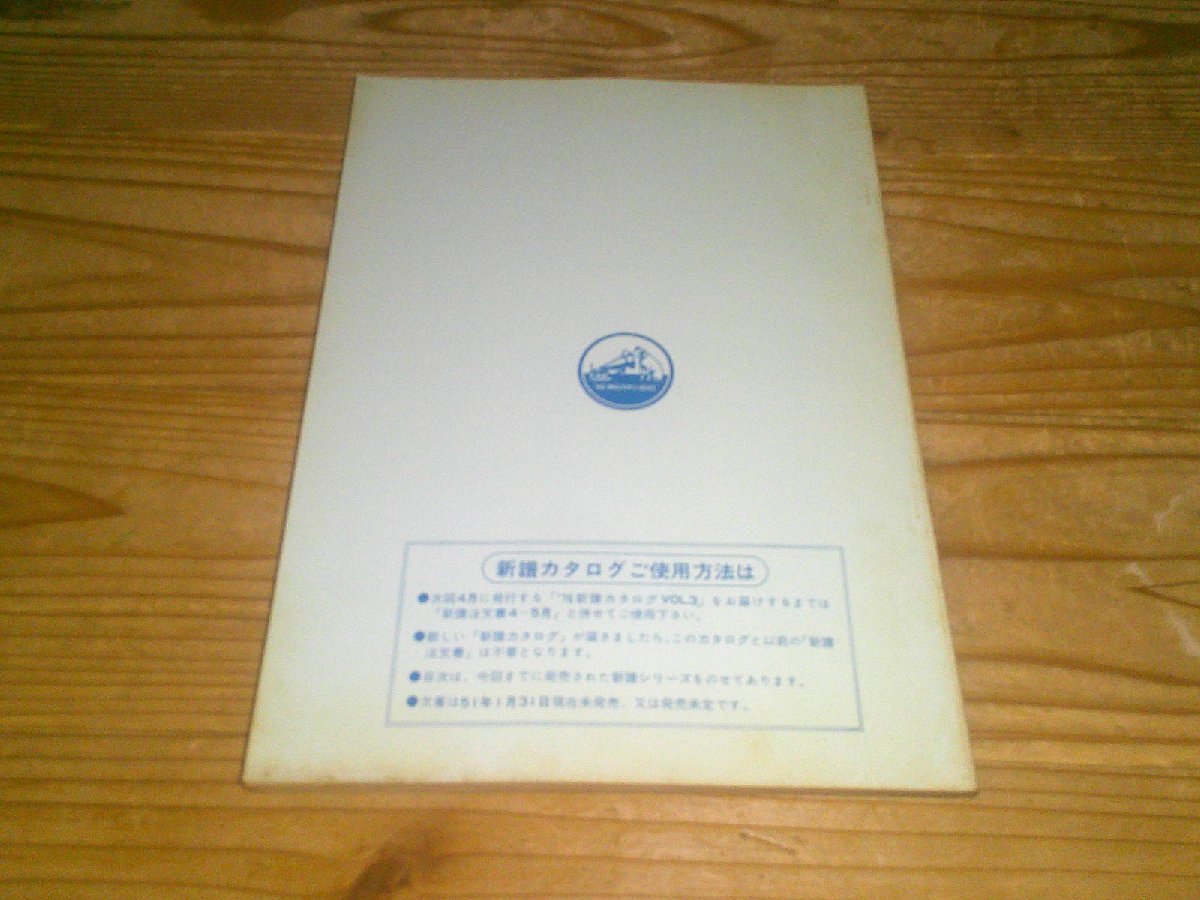 新譜カタログご使用方法は
●次回4月に発行する「'76新譜カタログVOL.3」をお届けするまでは
「新譜注文書4-5月」と併せてご使用下さい。
●新しい「新譜カタログ」が届きましたら、このカタログと以前の「新譜
注文書」は不要となります。
●目次は、今回までに発売された新譜シリーズをのせてあります。
●欠番は51年1月31日現在未発売、又は発売未定です。